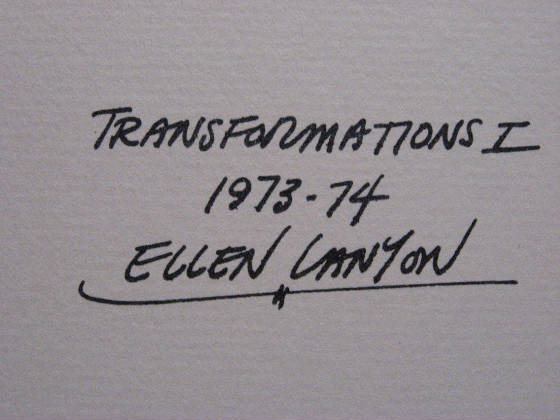 TRANSFORMATIONS I
1973-74
ELLEN LANYON